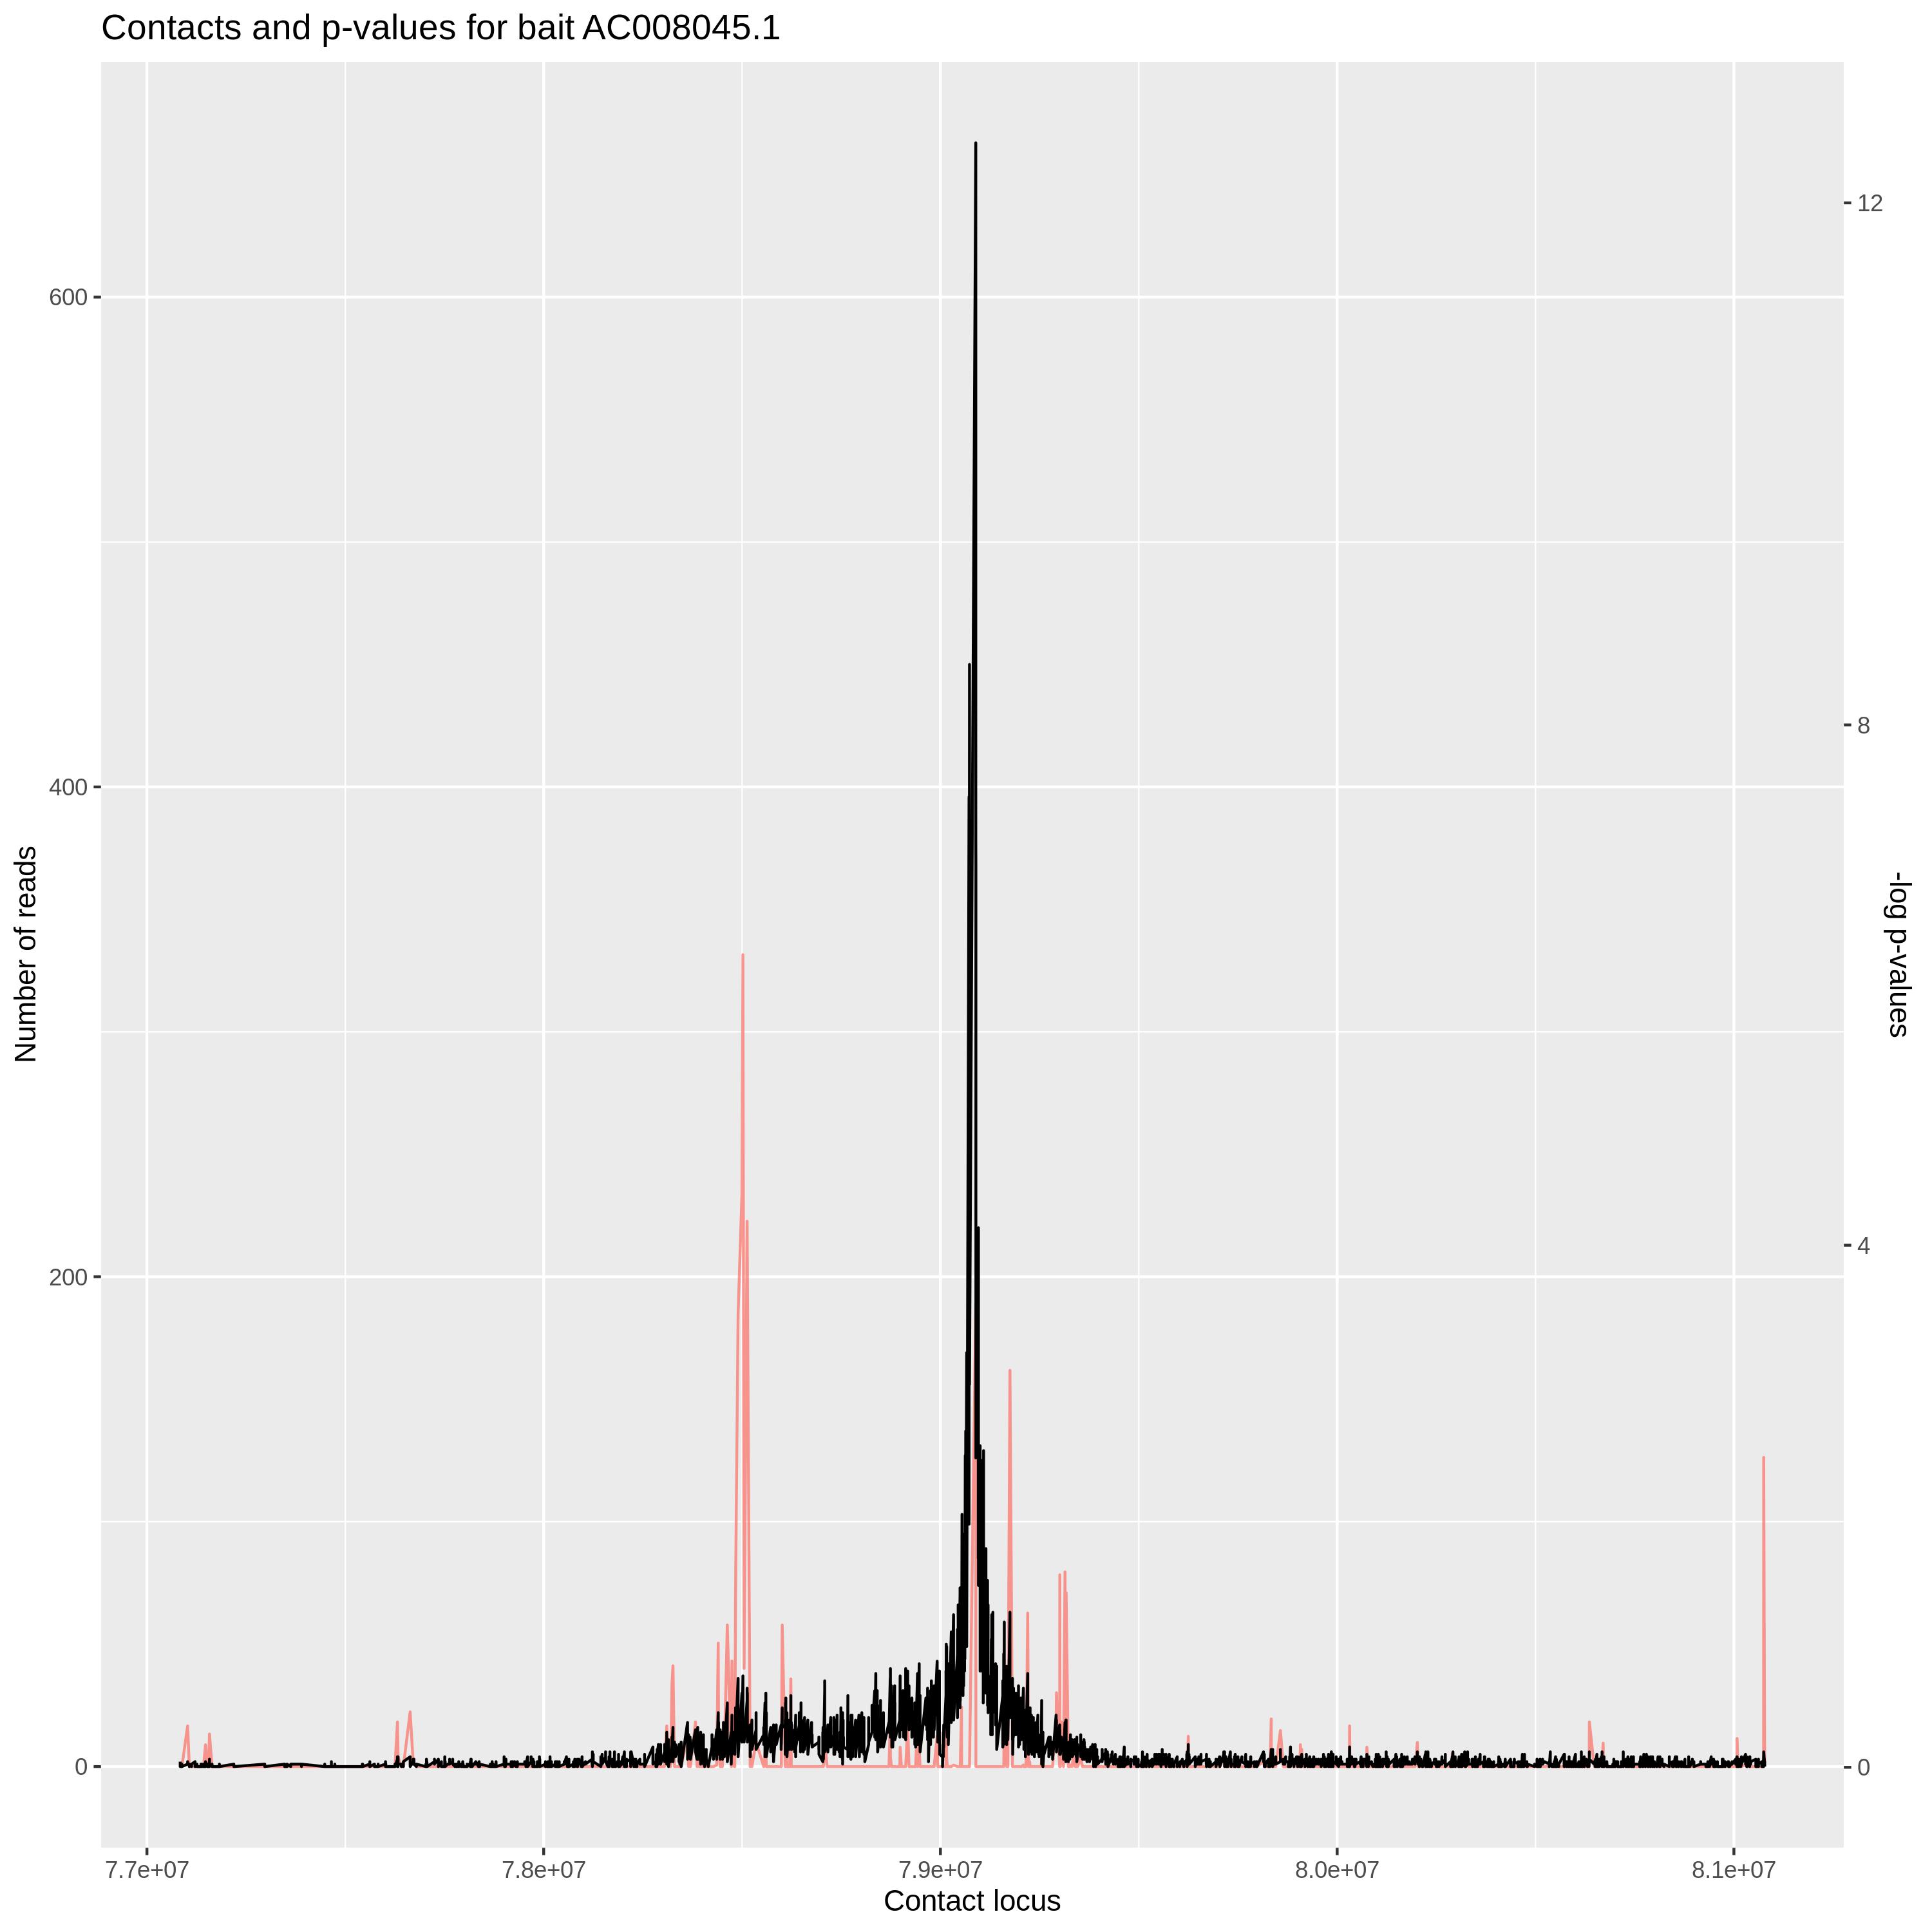 Contacts and p-values for bait AC008045.1
12
600
8
400
Number of reads
-log p-values
4
200
0
0
7.7e+07 7.8e+07 7.9e+07 8.0e+07 8.1e+07
Contact locus